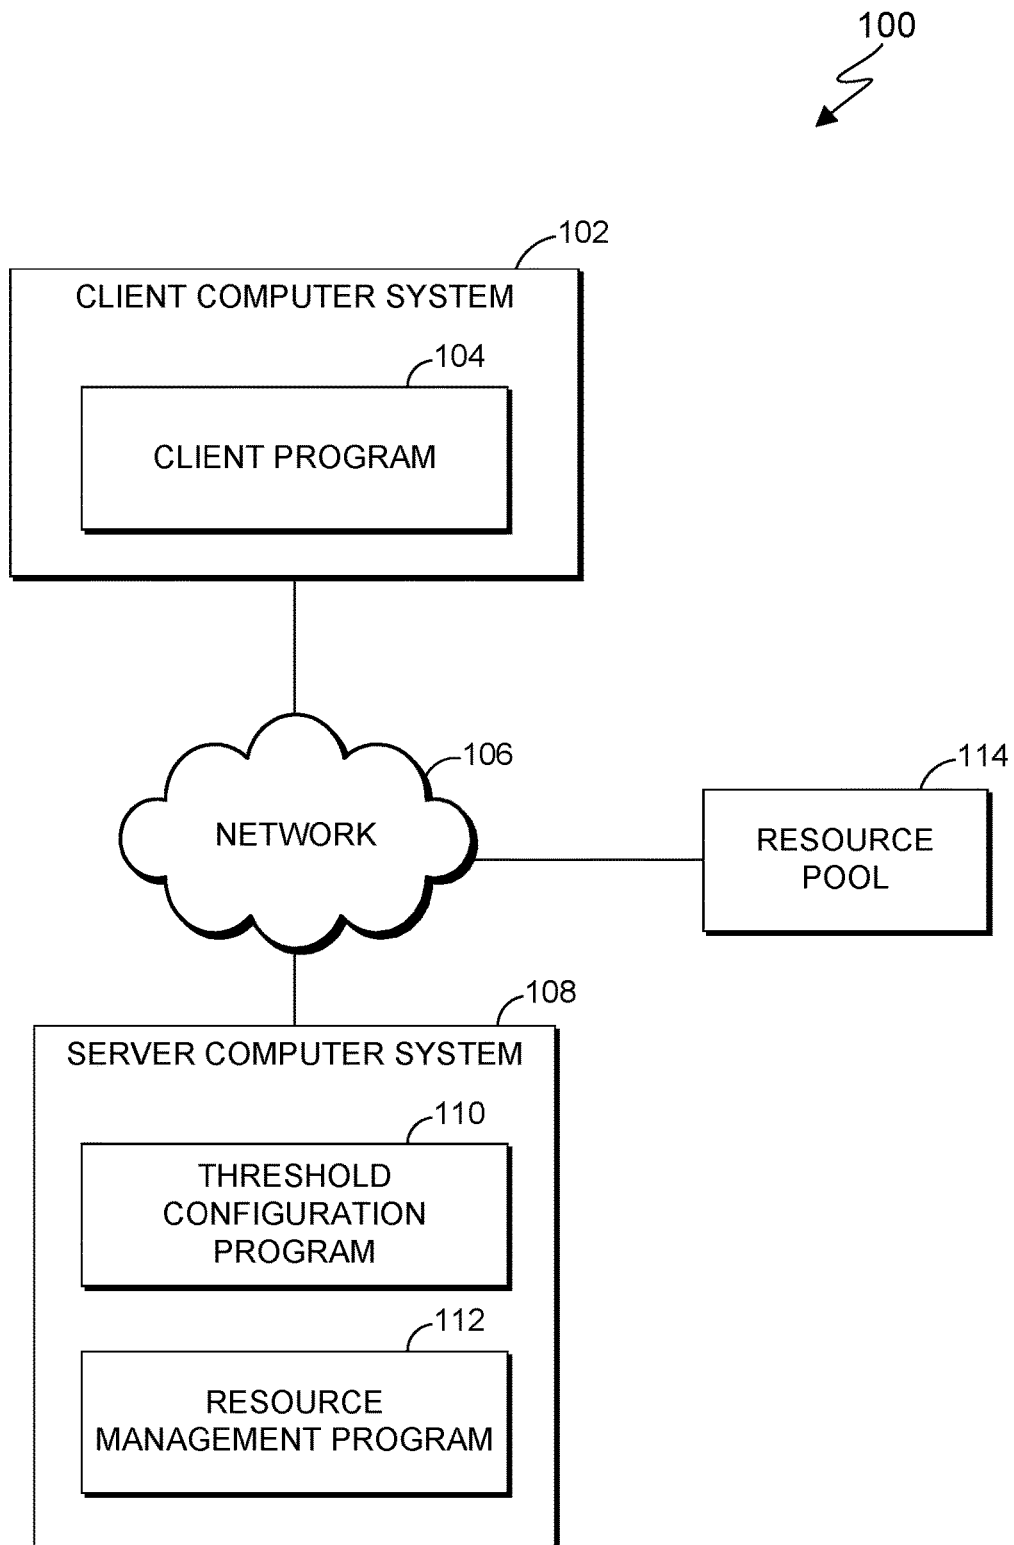 100
102
CLIENT COMPUTER SYSTEM
104
CLIENT PROGRAM
106
NETWORK
114
RESOURCE
POOL
108
SERVER COMPUTER SYSTEM
110
THRESHOLD
CONFIGURATION
PROGRAM
112
RESOURCE
MANAGEMENT PROGRAM